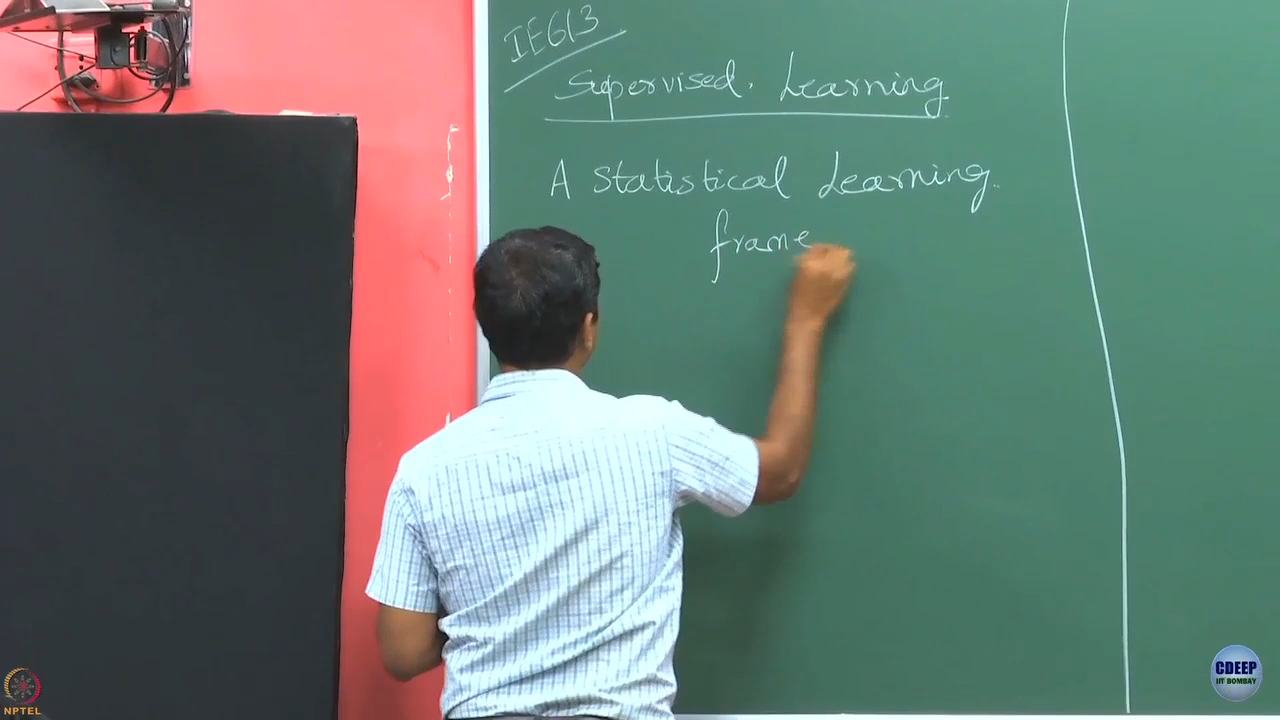 IE613
Supervised. Learning
A Statistical Learning.
frame
NPTEL
CDEEP
IIT BOMBAY